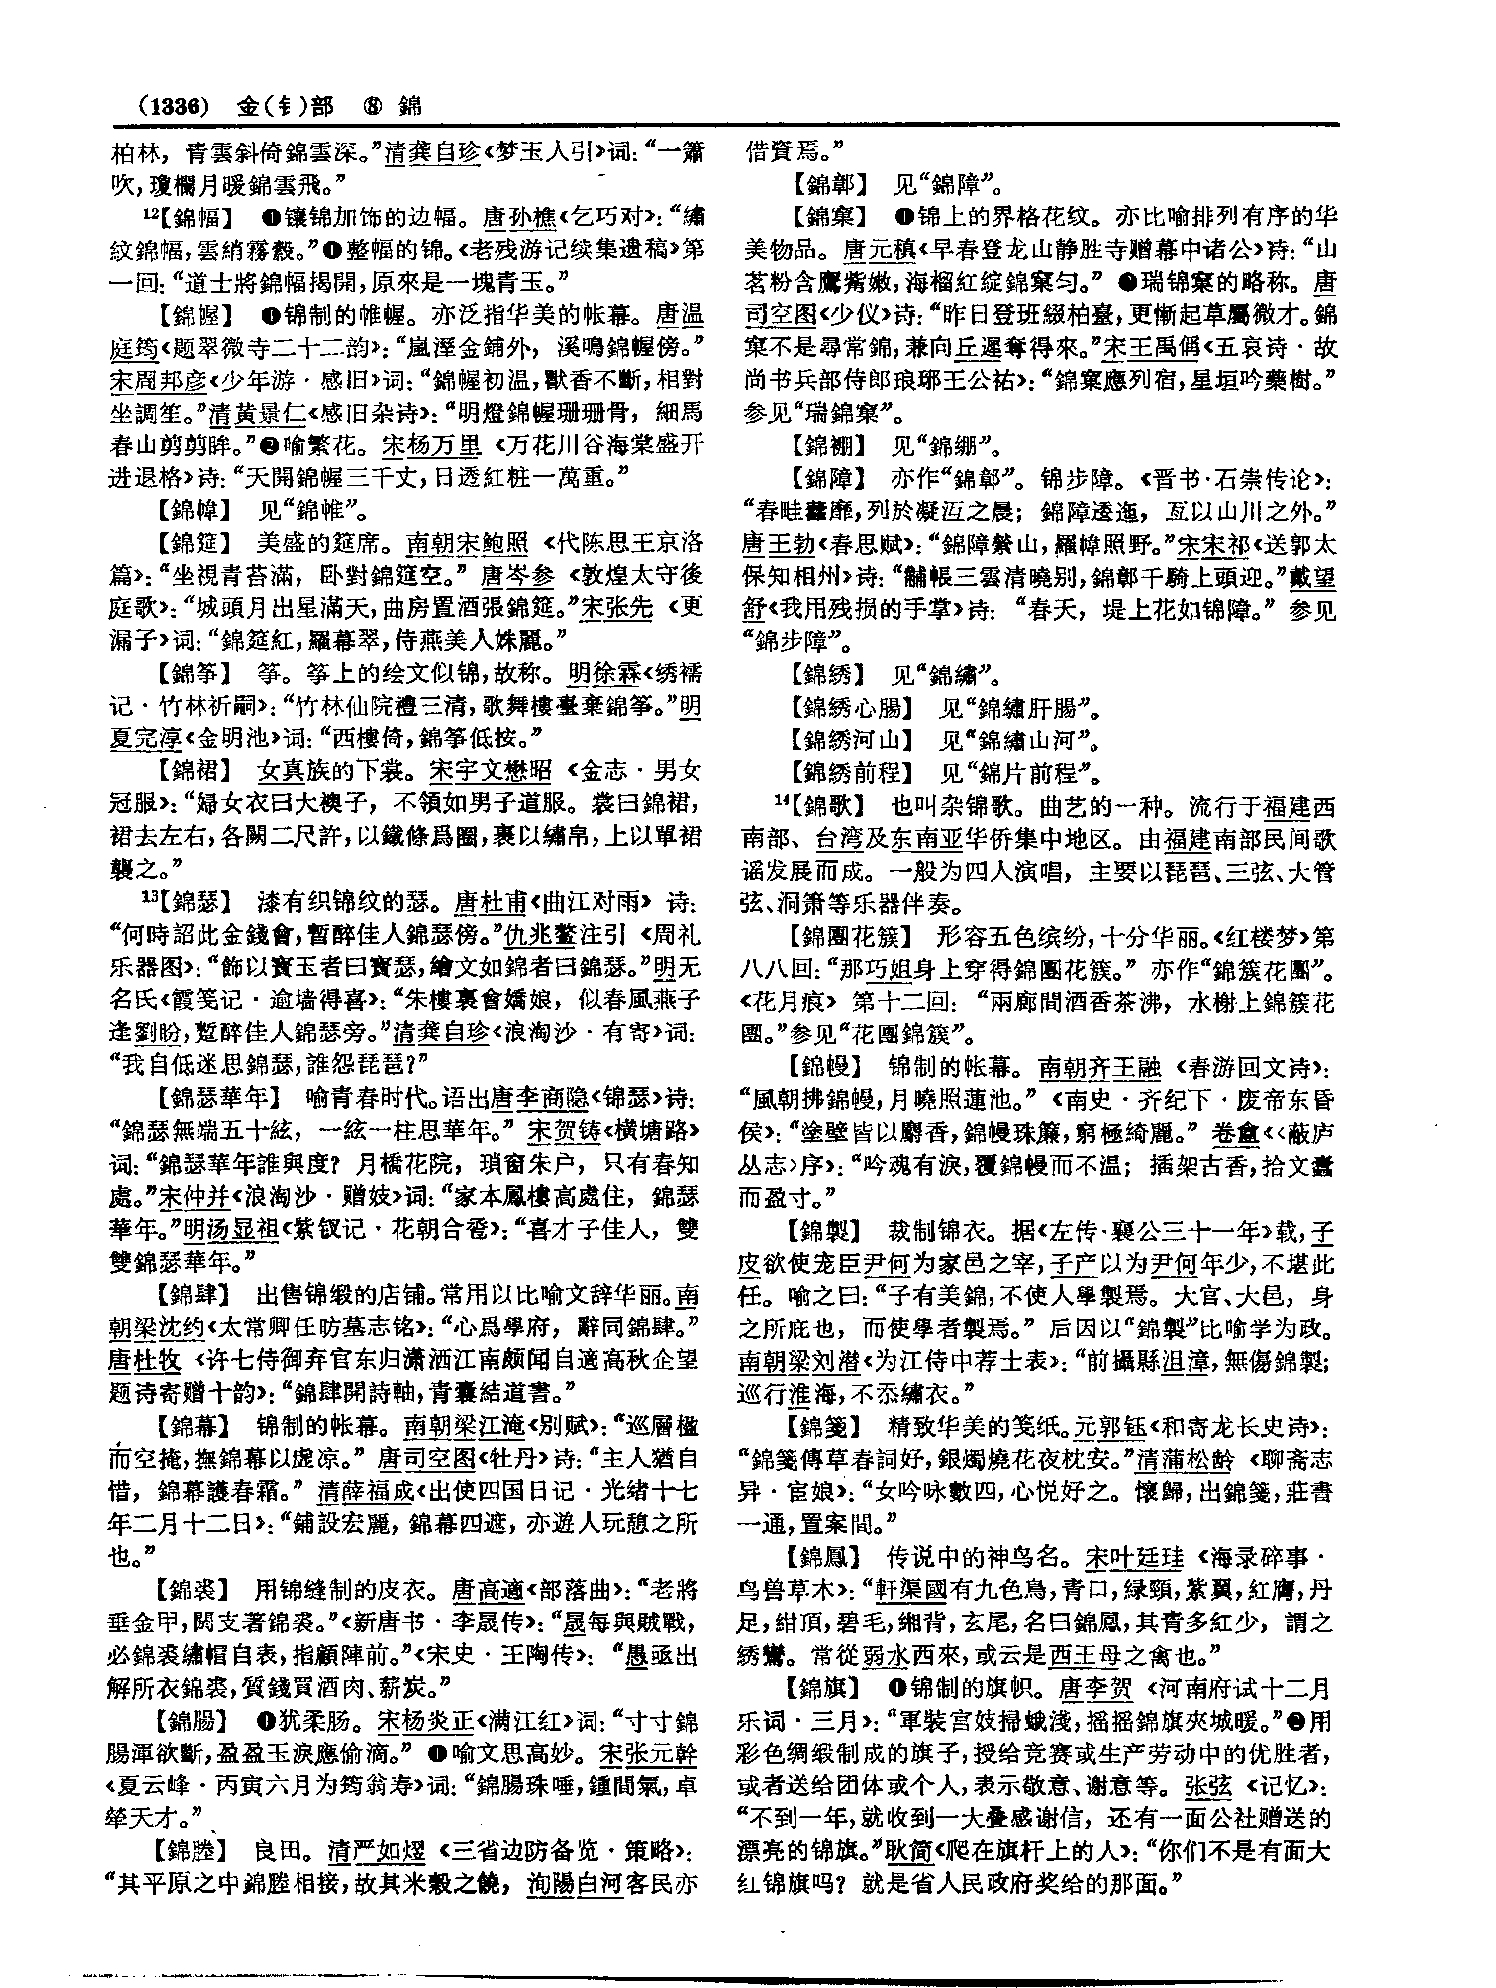 (1336) 金(钅)部 ⑧ 錦
柏林，青雲斜倚錦雲深。”清龚自珍《梦玉人引》词：“一簫
吹，瓊欄月暖錦雲飛。”
12【錦幅】 ❶镶锦加饰的边幅。唐孙樵《乞巧对》：“繡
紋錦幅，雲綃霧縠。”❶整幅的锦。《老残游记续集遗稿》第
一回：“道士將錦幅揭開，原來是一塊青玉。”
【錦幄】 ❶锦制的帷幄。亦泛指华美的帐幕。唐温
庭筠《题翠微寺二十二韵》：“嵐溼金鋪外，溪鳴錦幄傍。”
宋周邦彦《少年游·感旧》词：“錦幄初温，獸香不斷，相對
坐調笙。”清黄景仁《感旧杂诗》：“明燈錦幄珊珊骨，細馬
春山剪剪眸。”❷喻繁花。宋杨万里《万花川谷海棠盛开
进退格》诗：“天開錦幄三千丈，日透紅粧一萬重。”
【錦幃】 见“錦帷”。
【錦筵】 美盛的筵席。南朝宋鲍照《代陈思王京洛
篇》：“坐視青苔滿，卧對錦筵空。”唐岑参《敦煌太守後
庭歌》：“城頭月出星滿天，曲房置酒張錦筵。”宋张先《更
漏子》词：“錦筵紅，羅幕翠，侍燕美人姝麗。”
【錦筝】 筝。筝上的绘文似锦，故称。明徐霖《绣襦
记·竹林祈嗣》：“竹林仙院禮三清，歌舞樓臺棄錦筝。”明
夏完淳《金明池》词：“西樓倚，錦筝低按。”
【錦裙】 女真族的下裳。宋宇文懋昭《金志·男女
冠服》：“婦女衣曰大襖子，不領如男子道服。裳曰錦裙，
裙去左右，各闕二尺許，以鐵條爲圈，裹以繡帛，上以單裙
襲之。”
13【錦瑟】 漆有织锦纹的瑟。唐杜甫《曲江对雨》诗：
“何時詔此金錢會，暫醉佳人錦瑟傍。”仇兆鳌注引《周礼
乐器图》：“飾以寳玉者曰寳瑟，繪文如錦者曰錦瑟。”明无
名氏《霞笺记·逾墙得喜》：“朱樓裏會嬌娘，似春風燕子
逢劉盼，蹔醉佳人錦瑟旁。”清龚自珍《浪淘沙·有寄》词：
“我自低迷思錦瑟，誰怨琵琶？”
【錦瑟華年】 喻青春时代。语出唐李商隐《锦瑟》诗：
“錦瑟無端五十絃，一絃一柱思華年。”宋贺铸《横塘路》
词：“錦瑟華年誰與度？月橋花院，瑣窗朱户，只有春知
處。”宋仲并《浪淘沙·赠妓》词：“家本鳳樓高處住，錦瑟
華年。”明汤显祖《紫钗记·花朝合卺》：“喜才子佳人，雙
雙錦瑟華年。”
【錦肆】 出售锦缎的店铺。常用以比喻文辞华丽。南
朝梁沈约《太常卿任昉墓志铭》：“心爲學府，辭同錦肆。”
唐杜牧《许七侍御弃官东归潇洒江南颇闻自適高秋企望
题诗寄赠十韵》：“錦肆開詩軸，青囊結道書。”
【錦幕】 锦制的帐幕。南朝梁江淹《别赋》：“巡層楹
而空掩，撫錦幕以虚凉。”唐司空图《牡丹》诗：“主人猶自
惜，錦幕護春霜。”清薛福成《出使四国日记·光绪十七
年二月十二日》：“鋪設宏麗，錦幕四遮，亦遊人玩憩之所
也。”
【錦裘】 用锦缝制的皮衣。唐高適《部落曲》：“老將
垂金甲，閼支著錦裘。”《新唐书·李晟传》：“晟每與賊戰，
必錦裘繡帽自表，指顧陣前。”《宋史·王陶传》：“愚亟出
解所衣錦裘，質錢買酒肉、薪炭。”
【錦腸】 ❶犹柔肠。宋杨炎正《满江红》词：“寸寸錦
腸渾欲斷，盈盈玉淚應偷滴。”❶喻文思高妙。宋张元幹
《夏云峰·丙寅六月为筠翁寿》词：“錦腸珠唾，鍾間氣，卓
犖天才。”
【錦塍】 良田。清严如熤《三省边防备览·策略》：
“其平原之中錦塍相接，故其米糓之饒，洵陽白河客民亦
借資焉。”
【錦鄣】 见“錦障”。
【錦窠】 ❶锦上的界格花纹。亦比喻排列有序的华
美物品。唐元稹《早春登龙山静胜寺赠幕中诸公》诗：“山
茗粉含鷹觜嫩，海榴紅綻錦窠匀。”❷瑞锦窠的略称。唐
司空图《少仪》诗：“昨日登班綴柏臺，更慚起草屬微才。錦
窠不是尋常錦，兼向丘遲奪得來。”宋王禹偁《五哀诗·故
尚书兵部侍郎琅琊王公祐》：“錦窠應列宿，星垣吟藥樹。”
参见“瑞錦窠”。
【錦襉】 见“錦繃”。
【錦障】 亦作“錦鄣”。锦步障。《晋书·石崇传论》：
“春畦虆靡，列於凝沍之晨；錦障逶迤，亙以山川之外。”
唐王勃《春思赋》：“錦障縈山，羅幃照野。”宋宋祁《送郭太
保知相州》诗：“黼帳三雲清曉别，錦鄣千騎上頭迎。”戴望
舒《我用残损的手掌》诗：“春天，堤上花如锦障。”参见
“錦步障”。
【錦绣】 见“錦繡”。
【錦绣心腸】 见“錦繡肝腸”。
【錦绣河山】 见“錦繡山河”。
【錦绣前程】 见“錦片前程”。
14【錦歌】 也叫杂锦歌。曲艺的一种。流行于福建西
南部、台湾及东南亚华侨集中地区。由福建南部民间歌
谣发展而成。一般为四人演唱，主要以琵琶、三弦、大管
弦、洞箫等乐器伴奏。
【錦團花簇】 形容五色缤纷，十分华丽。《红楼梦》第
八八回：“那巧姐身上穿得錦團花簇。”亦作“錦簇花團”。
《花月痕》第十二回：“兩廊間酒香茶沸，水榭上錦簇花
團。”参见“花團錦簇”。
【錦幔】 锦制的帐幕。南朝齐王融《春游回文诗》：
“風朝拂錦幔，月曉照蓮池。”《南史·齐纪下·废帝东昏
侯》：“塗壁皆以麝香，錦幔珠簾，窮極綺麗。”卷盦《〈蔽庐
丛志〉序》：“吟魂有淚，覆錦幔而不温；插架古香，拾文蠹
而盈寸。”
【錦製】 裁制锦衣。据《左传·襄公三十一年》载，子
皮欲使宠臣尹何为家邑之宰，子产以为尹何年少，不堪此
任。喻之曰：“子有美錦，不使人學製焉。大官、大邑，身
之所庇也，而使學者製焉。”后因以“錦製”比喻学为政。
南朝梁刘潜《为江侍中荐士表》：“前攝縣沮漳，無傷錦製；
巡行淮海，不忝繡衣。”
【錦箋】 精致华美的笺纸。元郭钰《和寄龙长史诗》：
“錦箋傳草春詞好，銀燭燒花夜枕安。”清蒲松龄《聊斋志
异·宦娘》：“女吟咏數四，心悦好之。懷歸，出錦箋，莊書
一通，置案間。”
【錦鳳】 传说中的神鸟名。宋叶廷珪《海录碎事·
鸟兽草木》：“軒渠國有九色鳥，青口，緑頸，紫翼，紅膺，丹
足，紺頂，碧毛，緗背，玄尾，名曰錦鳳，其青多紅少，謂之
绣鸞。常從弱水西來，或云是西王母之禽也。”
【錦旗】 ❶锦制的旗帜。唐李贺《河南府试十二月
乐词·三月》：“軍裝宮妓掃蛾淺，摇摇錦旗夾城暖。”❷用
彩色绸缎制成的旗子，授给竞赛或生产劳动中的优胜者，
或者送给团体或个人，表示敬意、谢意等。张弦《记忆》：
“不到一年，就收到一大叠感谢信，还有一面公社赠送的
漂亮的锦旗。”耿简《爬在旗杆上的人》：“你们不是有面大
红锦旗吗？就是省人民政府奖给的那面。”